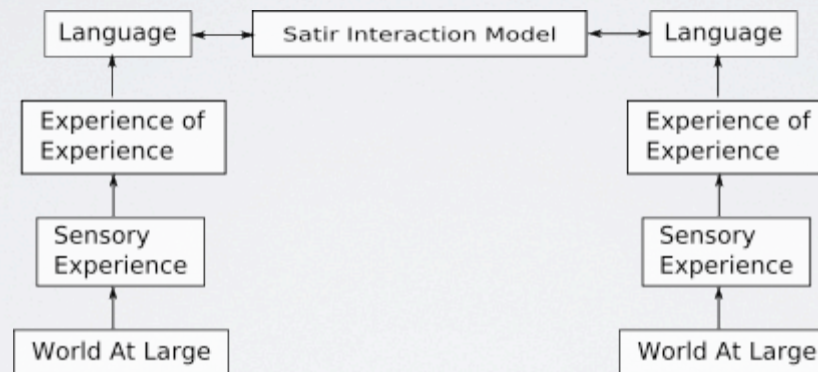 Language
Satir Interaction Model
Language
Experience of
Experience
Experience of
Experience
Sensory
Experience
Sensory
Experience
World At Large
World At Large